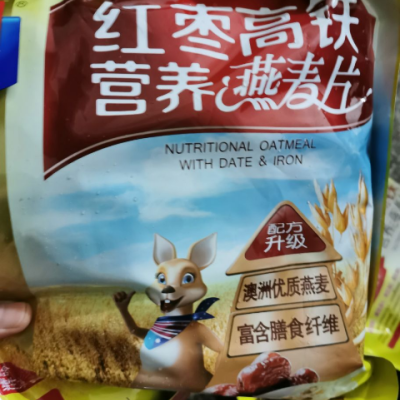 红枣高铁
营养燕麦片
NUTRITIONAL OATMEAL
WITH DATE & IRON
配方
升级
澳洲优质燕麦
富含膳食纤维